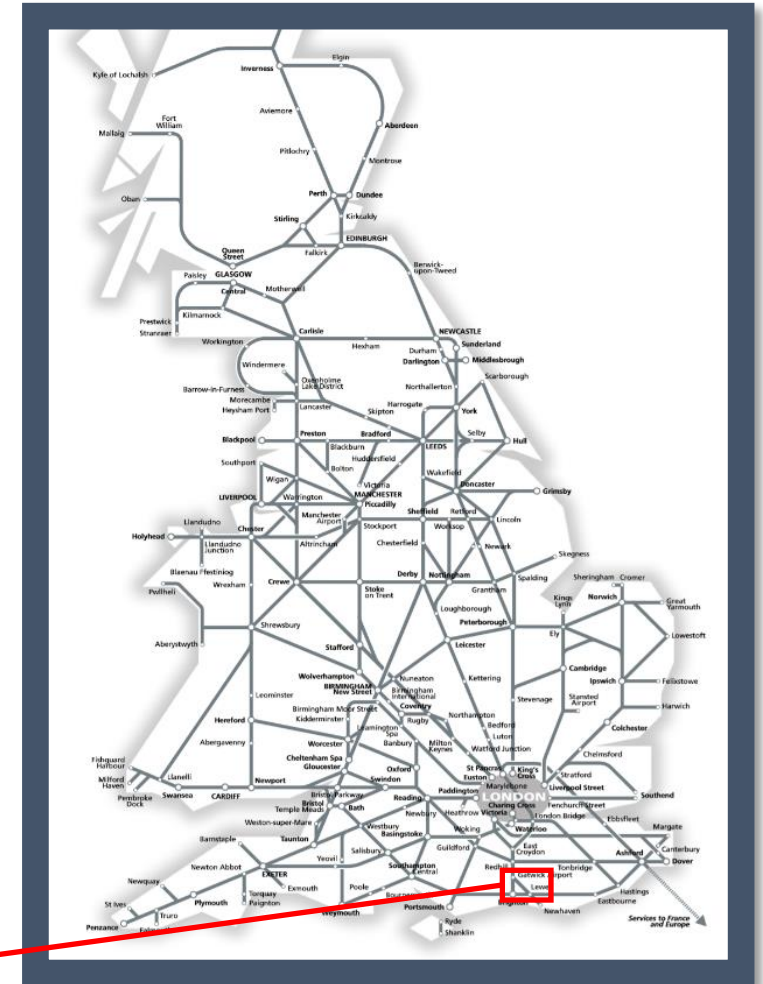 Elgin
Inverness
Kyle of Lochalsh
Aviemore
Fort
William
Mallaig
Aberdeen
Pitlochry
Montrose
Perth
Dundee
Oban
Kirkcaldy
Stirling
EDINBURGH
Queen
Street
Falkirk
Berwick-
upon-Tweed
Paisley
GLASGOW
Central
Motherwell
Prestwick
Kilmarnock
Stranraer
Carlisle
NEWCASTLE
Workington
Hexham
Sunderland
Durham
Darlington
Middlesbrough
Windermere
Scarborough
Oxenholme
Lake District
Northallerton
Barrow-in-Furness
Morecambe
Heysham Port
Lancaster
Harrogate
Skipton
York
Preston
Bradford
Selby
Blackpool
Blackburn
LEEDS
Hull
Huddersfield
Southport
Bolton
Wakefield
Wigan
Victoria
Doncaster
MANCHESTER
Piccadilly
Grimsby
LIVERPOOL
Warrington
Sheffield
Retford
Manchester
Airport
Lincoln
Llandudno
Stockport
Worksop
Holyhead
Chester
Llandudno
Junction
Altrincham
Chesterfield
Newark
Skegness
Blaenau Ffestiniog
Crewe
Derby
Nottingham
Spalding
Sheringham
Cromer
Pwllheli
Wrexham
Stoke
on Trent
Grantham
Kings
Lynn
Norwich
Great
Yarmouth
Loughborough
Shrewsbury
Peterborough
Ely
Lowestoft
Aberystwyth
Stafford
Leicester
Cambridge
Wolverhampton
Nuneaton
Kettering
Ipswich
Felixstowe
BIRMINGHAM
New Street
Birmingham
International
Stansted
Airport
Leominster
Coventry
Stevenage
Harwich
Birmingham Moor Street
Northampton
Hereford
Kidderminster
Rugby
Bedford
Colchester
Leamington
Spa
Luton
Abergavenny
Worcester
Banbury
Milton
Keynes
Watford Junction
Chelmsford
Cheltenham Spa
Gloucester
Oxford
St Pancras
King's
Cross
Fishguard
Harbour
Euston
Stratford
Llanelli
Newport
Swindon
Marylebone
Liverpool Street
Milford
Haven
Paddington
LONDON
Southend
Pembroke
Dock
Swansea
CARDIFF
Bristol Parkway
Reading
Charing Cross
Fenchurch Street
Bristol
Temple Meads
Bath
Newbury
Heathrow
Victoria
London Bridge
Ebbsfleet
Weston-super-Mare
Westbury
Woking
Waterloo
Margate
Barnstaple
Taunton
Basingstoke
Guildford
East
Croydon
Canterbury
Salisbury
Yeovil
Redhill
Tonbridge
Ashford
Dover
Newton Abbot
EXETER
Southampton
Central
Gatwick Airport
Newquay
Exmouth
Poole
Hastings
St Ives
Plymouth
Torquay
Paignton
Portsmouth
Brighton
Eastbourne
Truro
Weymouth
Newhaven
Penzance
Ryde
Shanklin
Services to France
and Europe